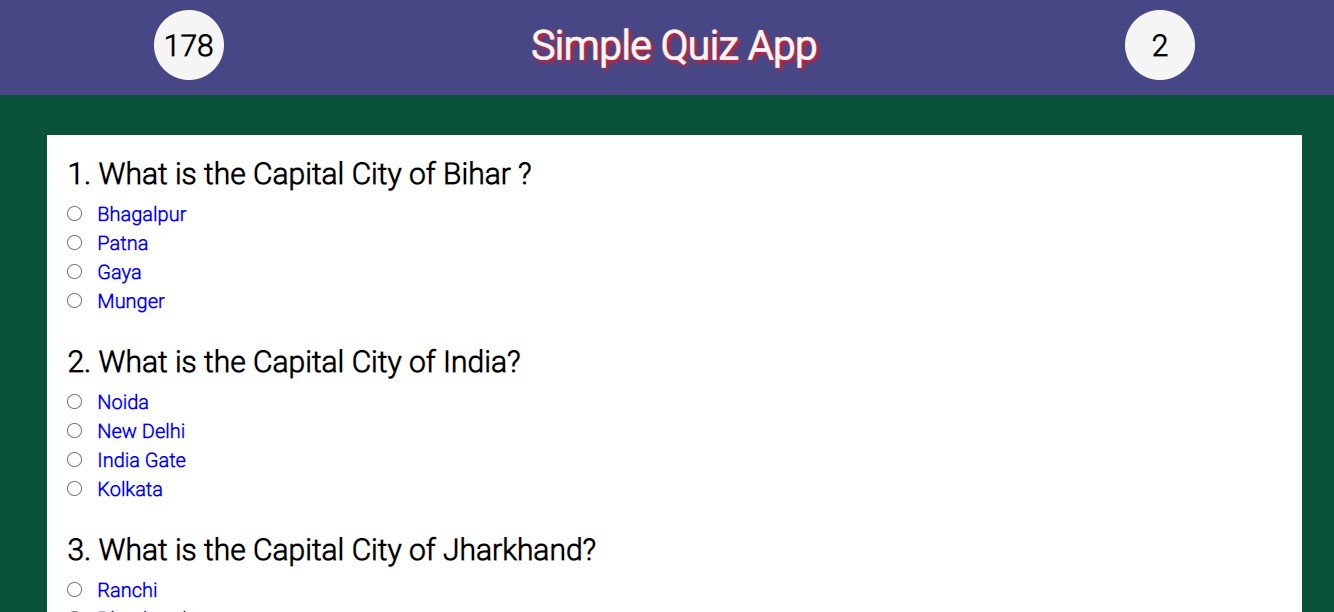 178
Simple Quiz App
2
1. What is the Capital City of Bihar ?
Bhagalpur
Patna
Gaya
Munger
2. What is the Capital City of India?
Noida
New Delhi
India Gate
Kolkata
3. What is the Capital City of Jharkhand?
Ranchi